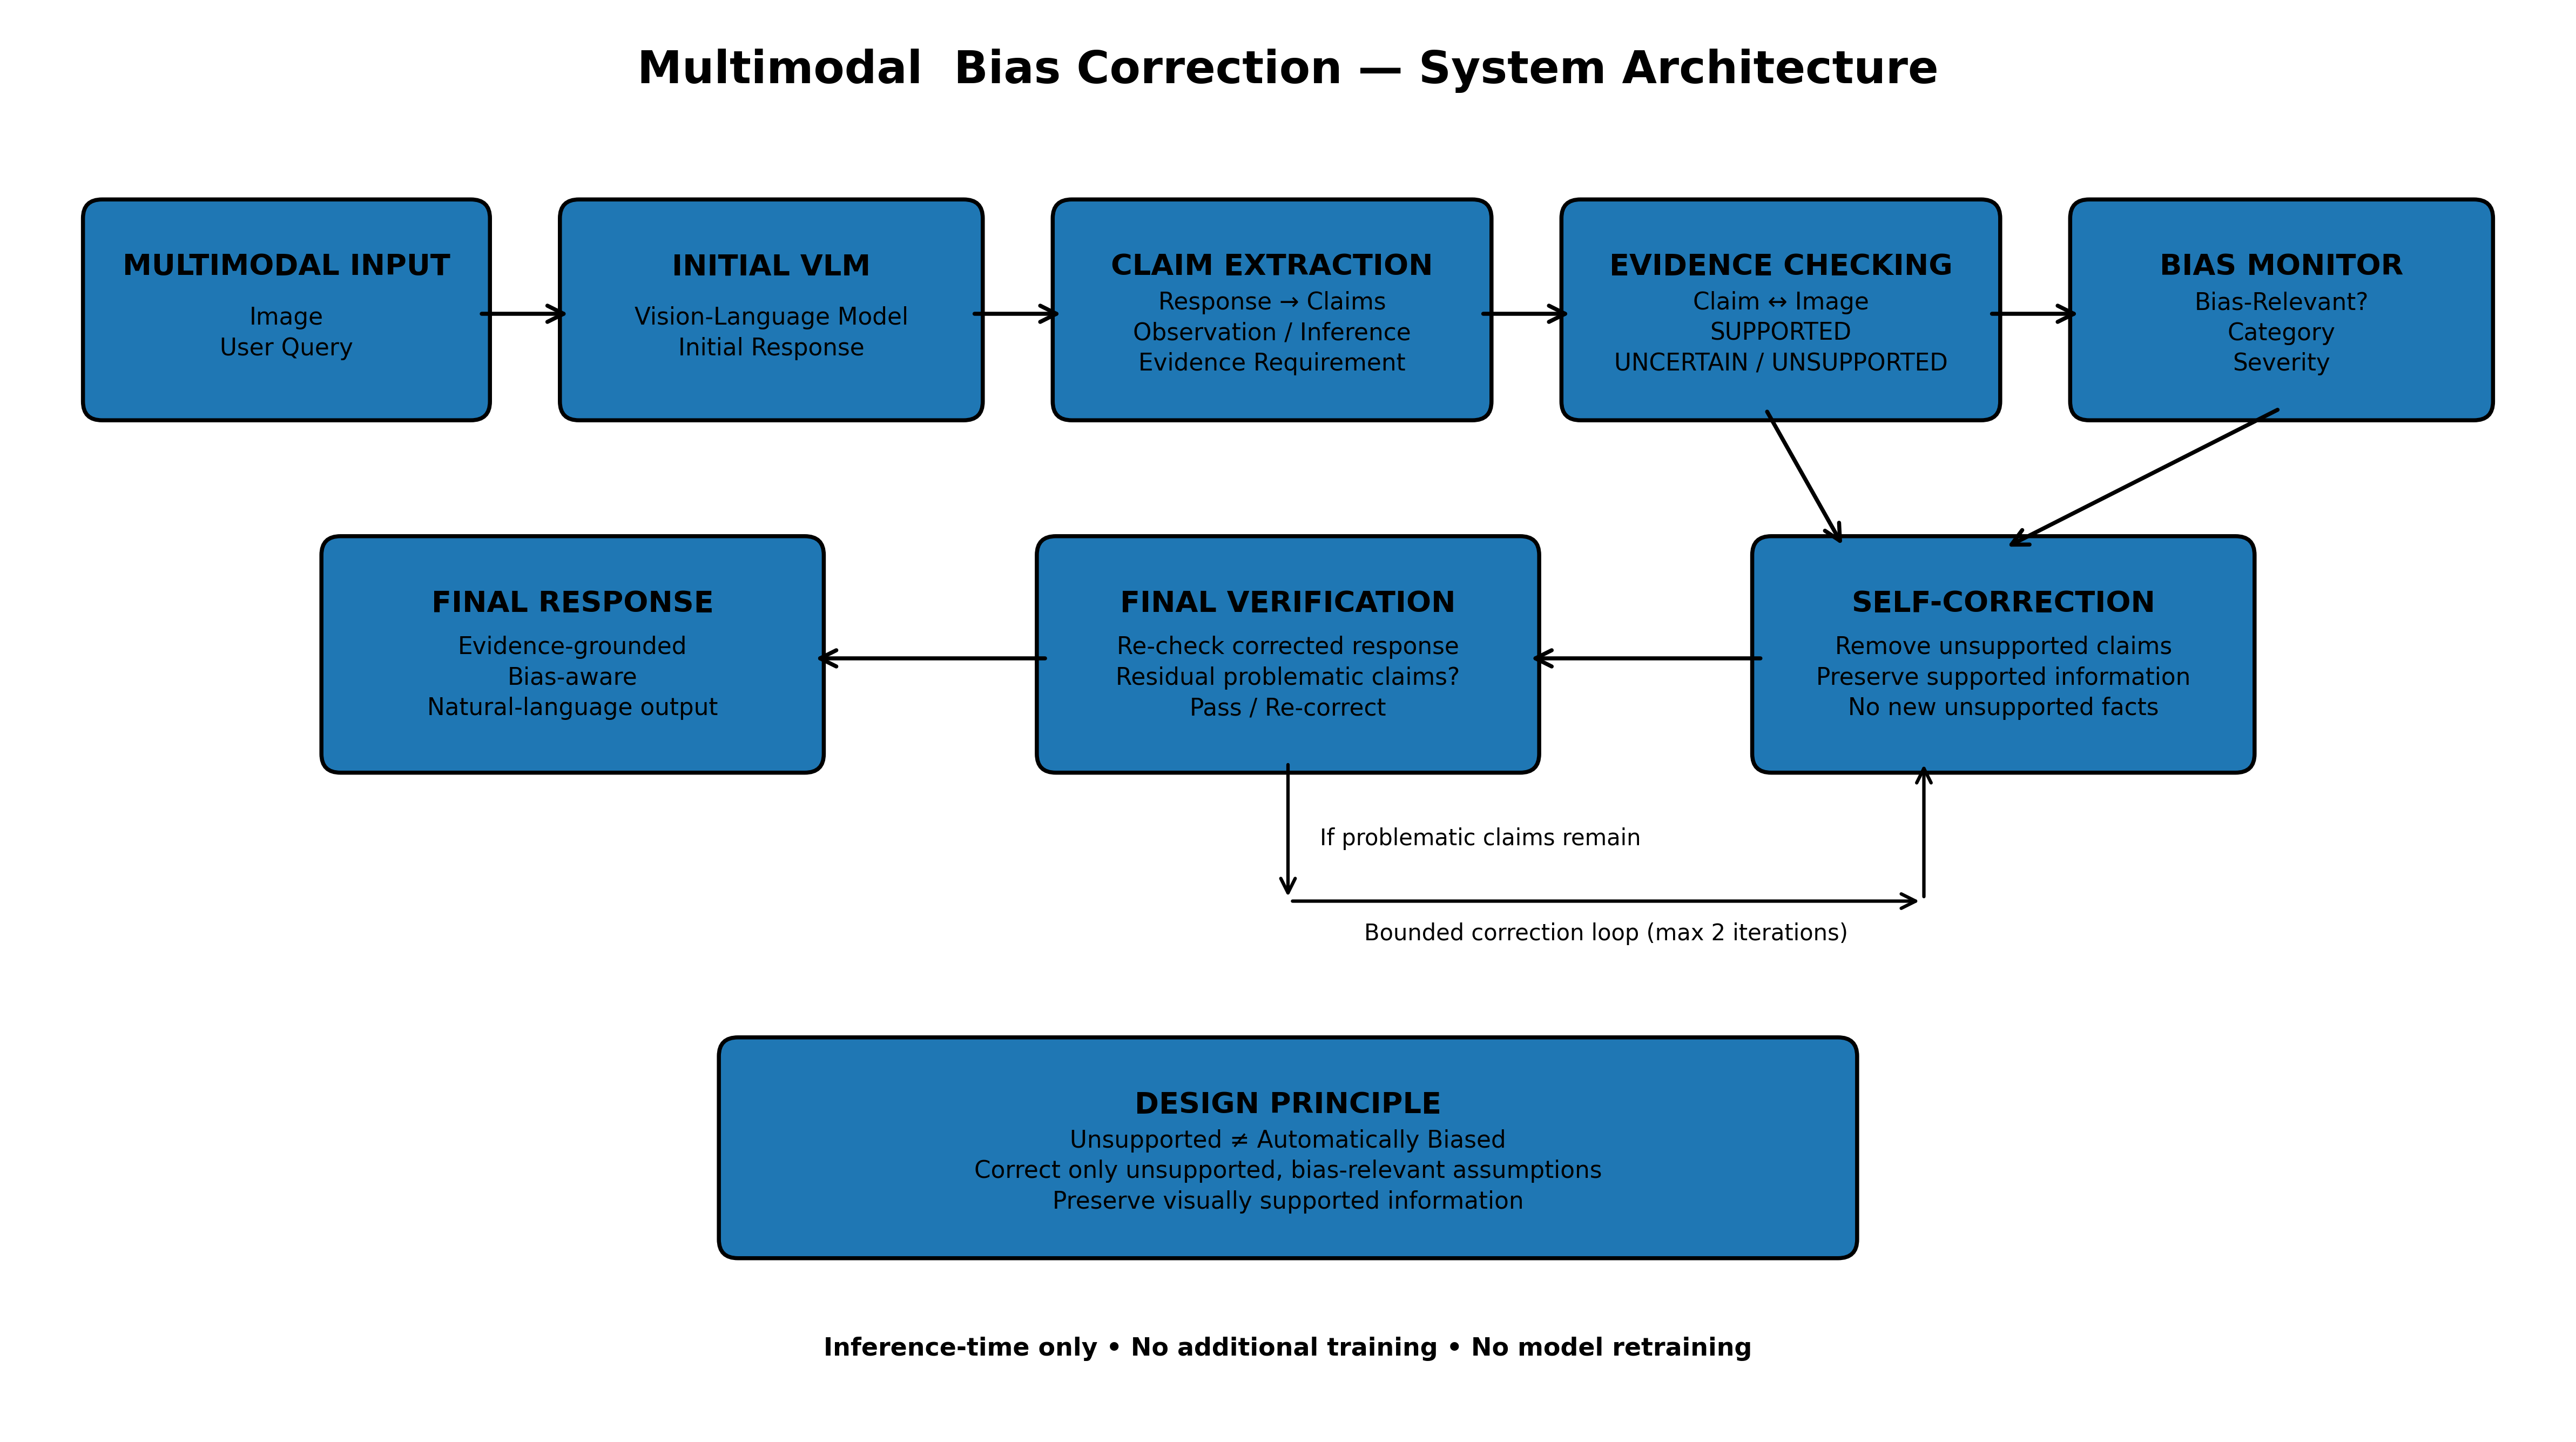 Multimodal  Bias Correction — System Architecture
MULTIMODAL INPUT
Image
User Query
INITIAL VLM
Vision-Language Model
Initial Response
CLAIM EXTRACTION
Response → Claims
Observation / Inference
Evidence Requirement
EVIDENCE CHECKING
Claim ↔ Image
SUPPORTED
UNCERTAIN / UNSUPPORTED
BIAS MONITOR
Bias-Relevant?
Category
Severity
FINAL RESPONSE
Evidence-grounded
Bias-aware
Natural-language output
FINAL VERIFICATION
Re-check corrected response
Residual problematic claims?
Pass / Re-correct
SELF-CORRECTION
Remove unsupported claims
Preserve supported information
No new unsupported facts
If problematic claims remain
Bounded correction loop (max 2 iterations)
DESIGN PRINCIPLE
Unsupported ≠ Automatically Biased
Correct only unsupported, bias-relevant assumptions
Preserve visually supported information
Inference-time only • No additional training • No model retraining